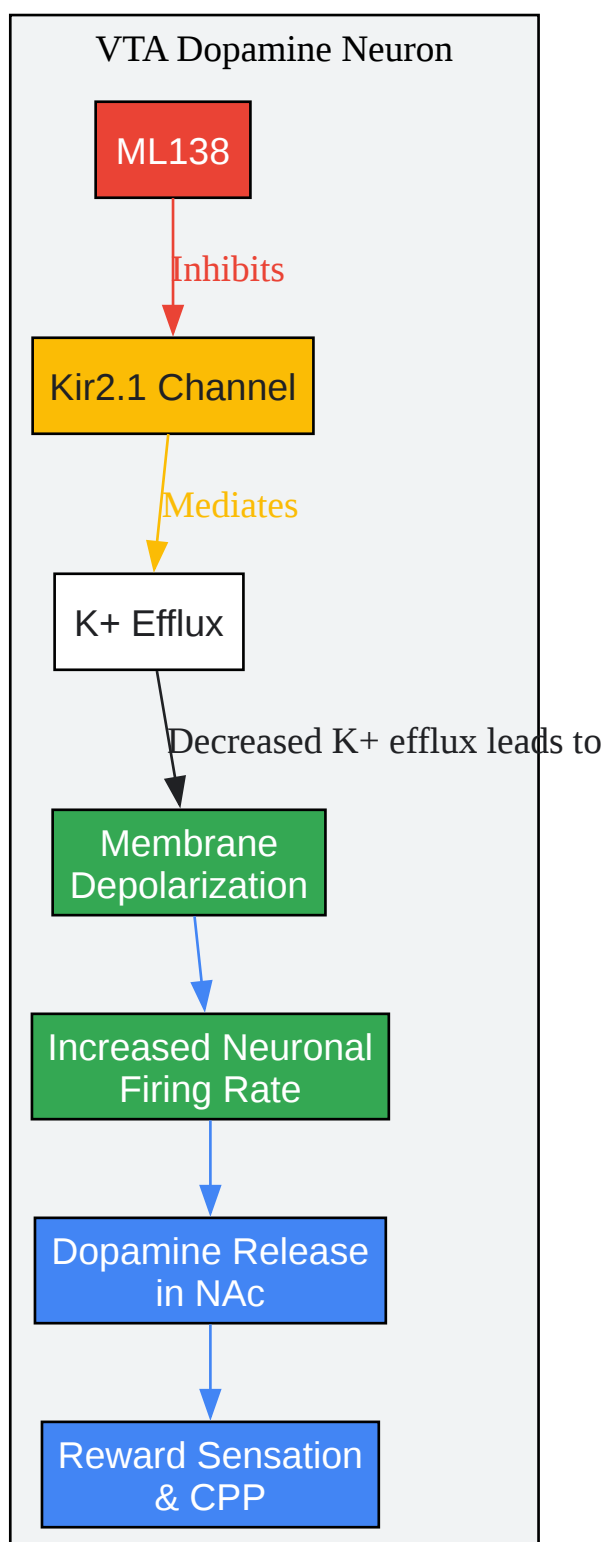 VTA Dopamine Neuron
ML138
Inhibits
Kir2.1 Channel
Mediates
K+ Efflux
Decreased K+ efflux leads to
Membrane
Depolarization
Increased Neuronal
Firing Rate
Dopamine Release
in NAc
Reward Sensation
& CPP